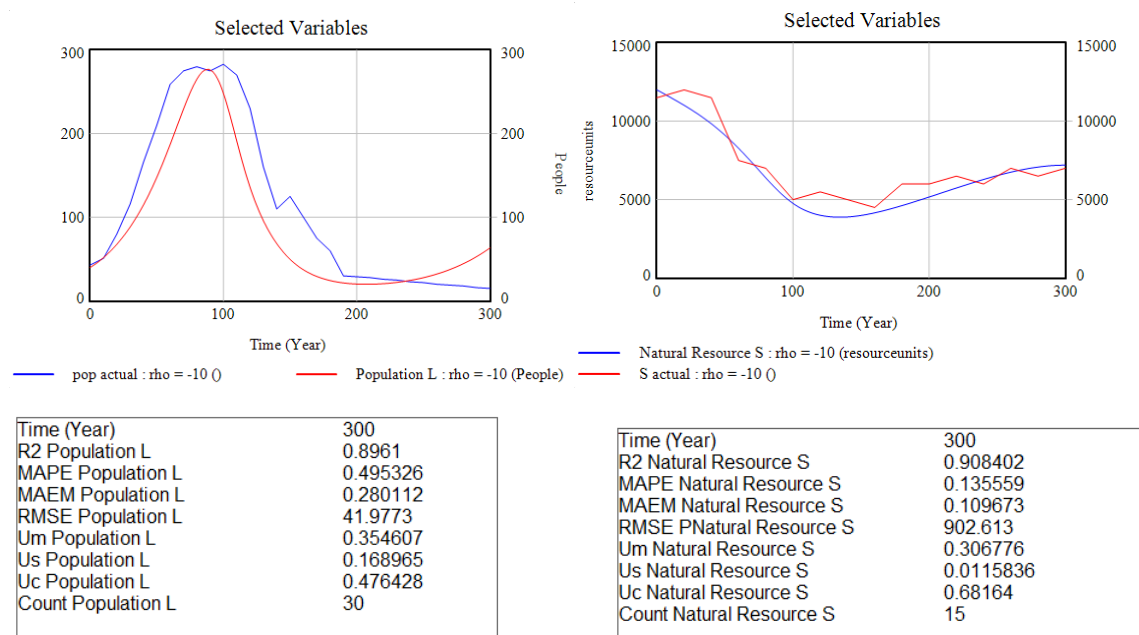 Selected Variables
300
200
100
0
300
200
100
0
People
0
100
200
300
Time (Year)
pop actual : rho = -10 ()
Population L : rho = -10 (People)
Selected Variables
15000
10000
5000
0
15000
10000
5000
0
resourceunits
0
100
200
300
Time (Year)
Natural Resource S : rho = -10 (resourceunits)
S actual : rho = -10 ()
Time (Year) 300
R2 Population L 0.8961
MAPE Population L 0.495326
MAEM Population L 0.280112
RMSE Population L 41.9773
Um Population L 0.354607
Us Population L 0.168965
Uc Population L 0.476428
Count Population L 30
Time (Year) 300
R2 Natural Resource S 0.908402
MAPE Natural Resource S 0.135559
MAEM Natural Resource S 0.109673
RMSE PNatural Resource S 902.613
Um Natural Resource S 0.306776
Us Natural Resource S 0.0115836
Uc Natural Resource S 0.68164
Count Natural Resource S 15